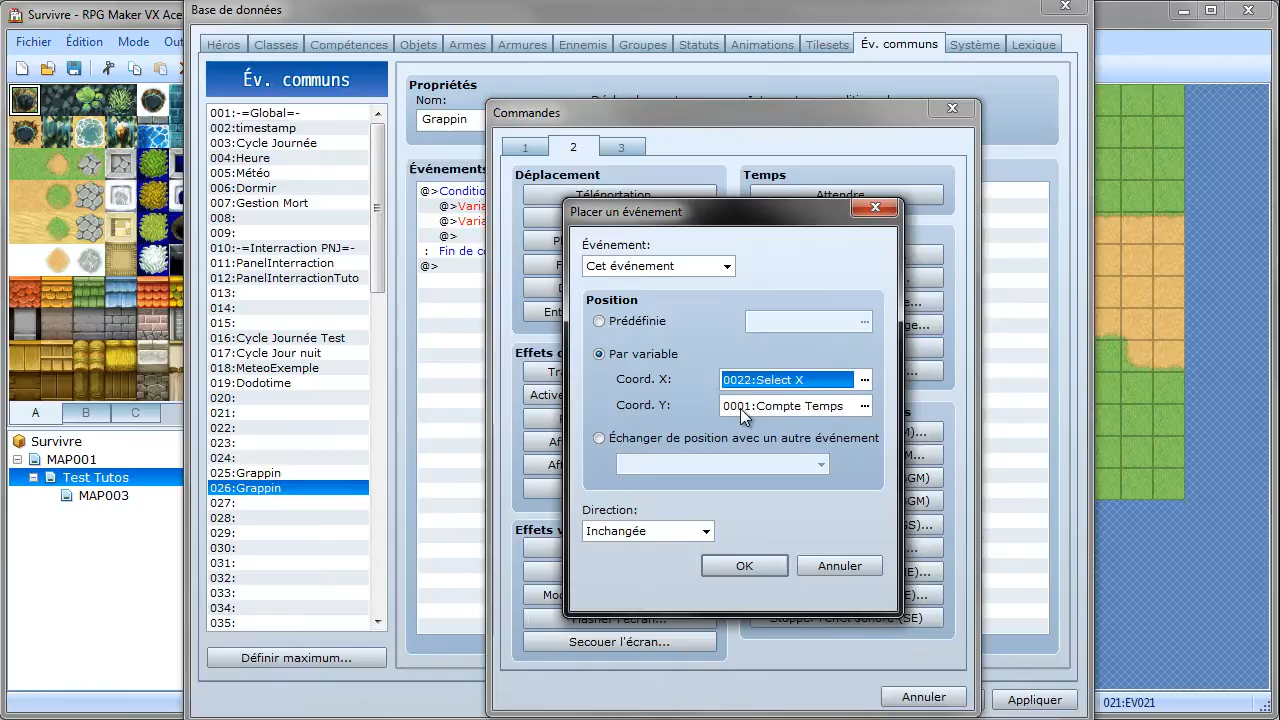 Survivre - RPG Maker VX Ace
Base de données
Fichier Édition Mode
Héros Classes Compétences Objets Armes Armures Ennemis Groupes Statuts Animations Tilesets Év. communs Système Lexique
Év. communs
001:-=Global=-
002:timestamp
003:Cycle Journée
004:Heure
005:Météo
006:Dormir
007:Gestion Mort
008:
009:
010:-=Interraction PNJ=-
011:PanelInterraction
012:PanelInterractionTuto
013:
014:
015:
016:Cycle Journée Test
017:Cycle Jour nuit
018:MeteoExemple
019:Dodotime
020:
021:
022:
023:
024:
025:Grappin
026:Grappin
027:
028:
029:
030:
031:
032:
033:
034:
035:
Définir maximum...
A B C
Survivre
MAP001
Test Tutos
MAP003
Propriétés
Nom:
Grappin
Événements
@>Conditio
@>Varia
@>Varia
@>
: Fin de co
@>
Commandes
1 2 3
Déplacement
Téléportation
Temps
Attendre
Effets
Secouer l'écran...
Annuler
Appliquer
Placer un événement
Événement:
Cet événement
Position
Prédéfinie
Par variable
Coord. X: 0022:Select X
Coord. Y: 0001:Compte Temps
Échanger de position avec un autre événement
Direction:
Inchangée
OK Annuler
021:EV021